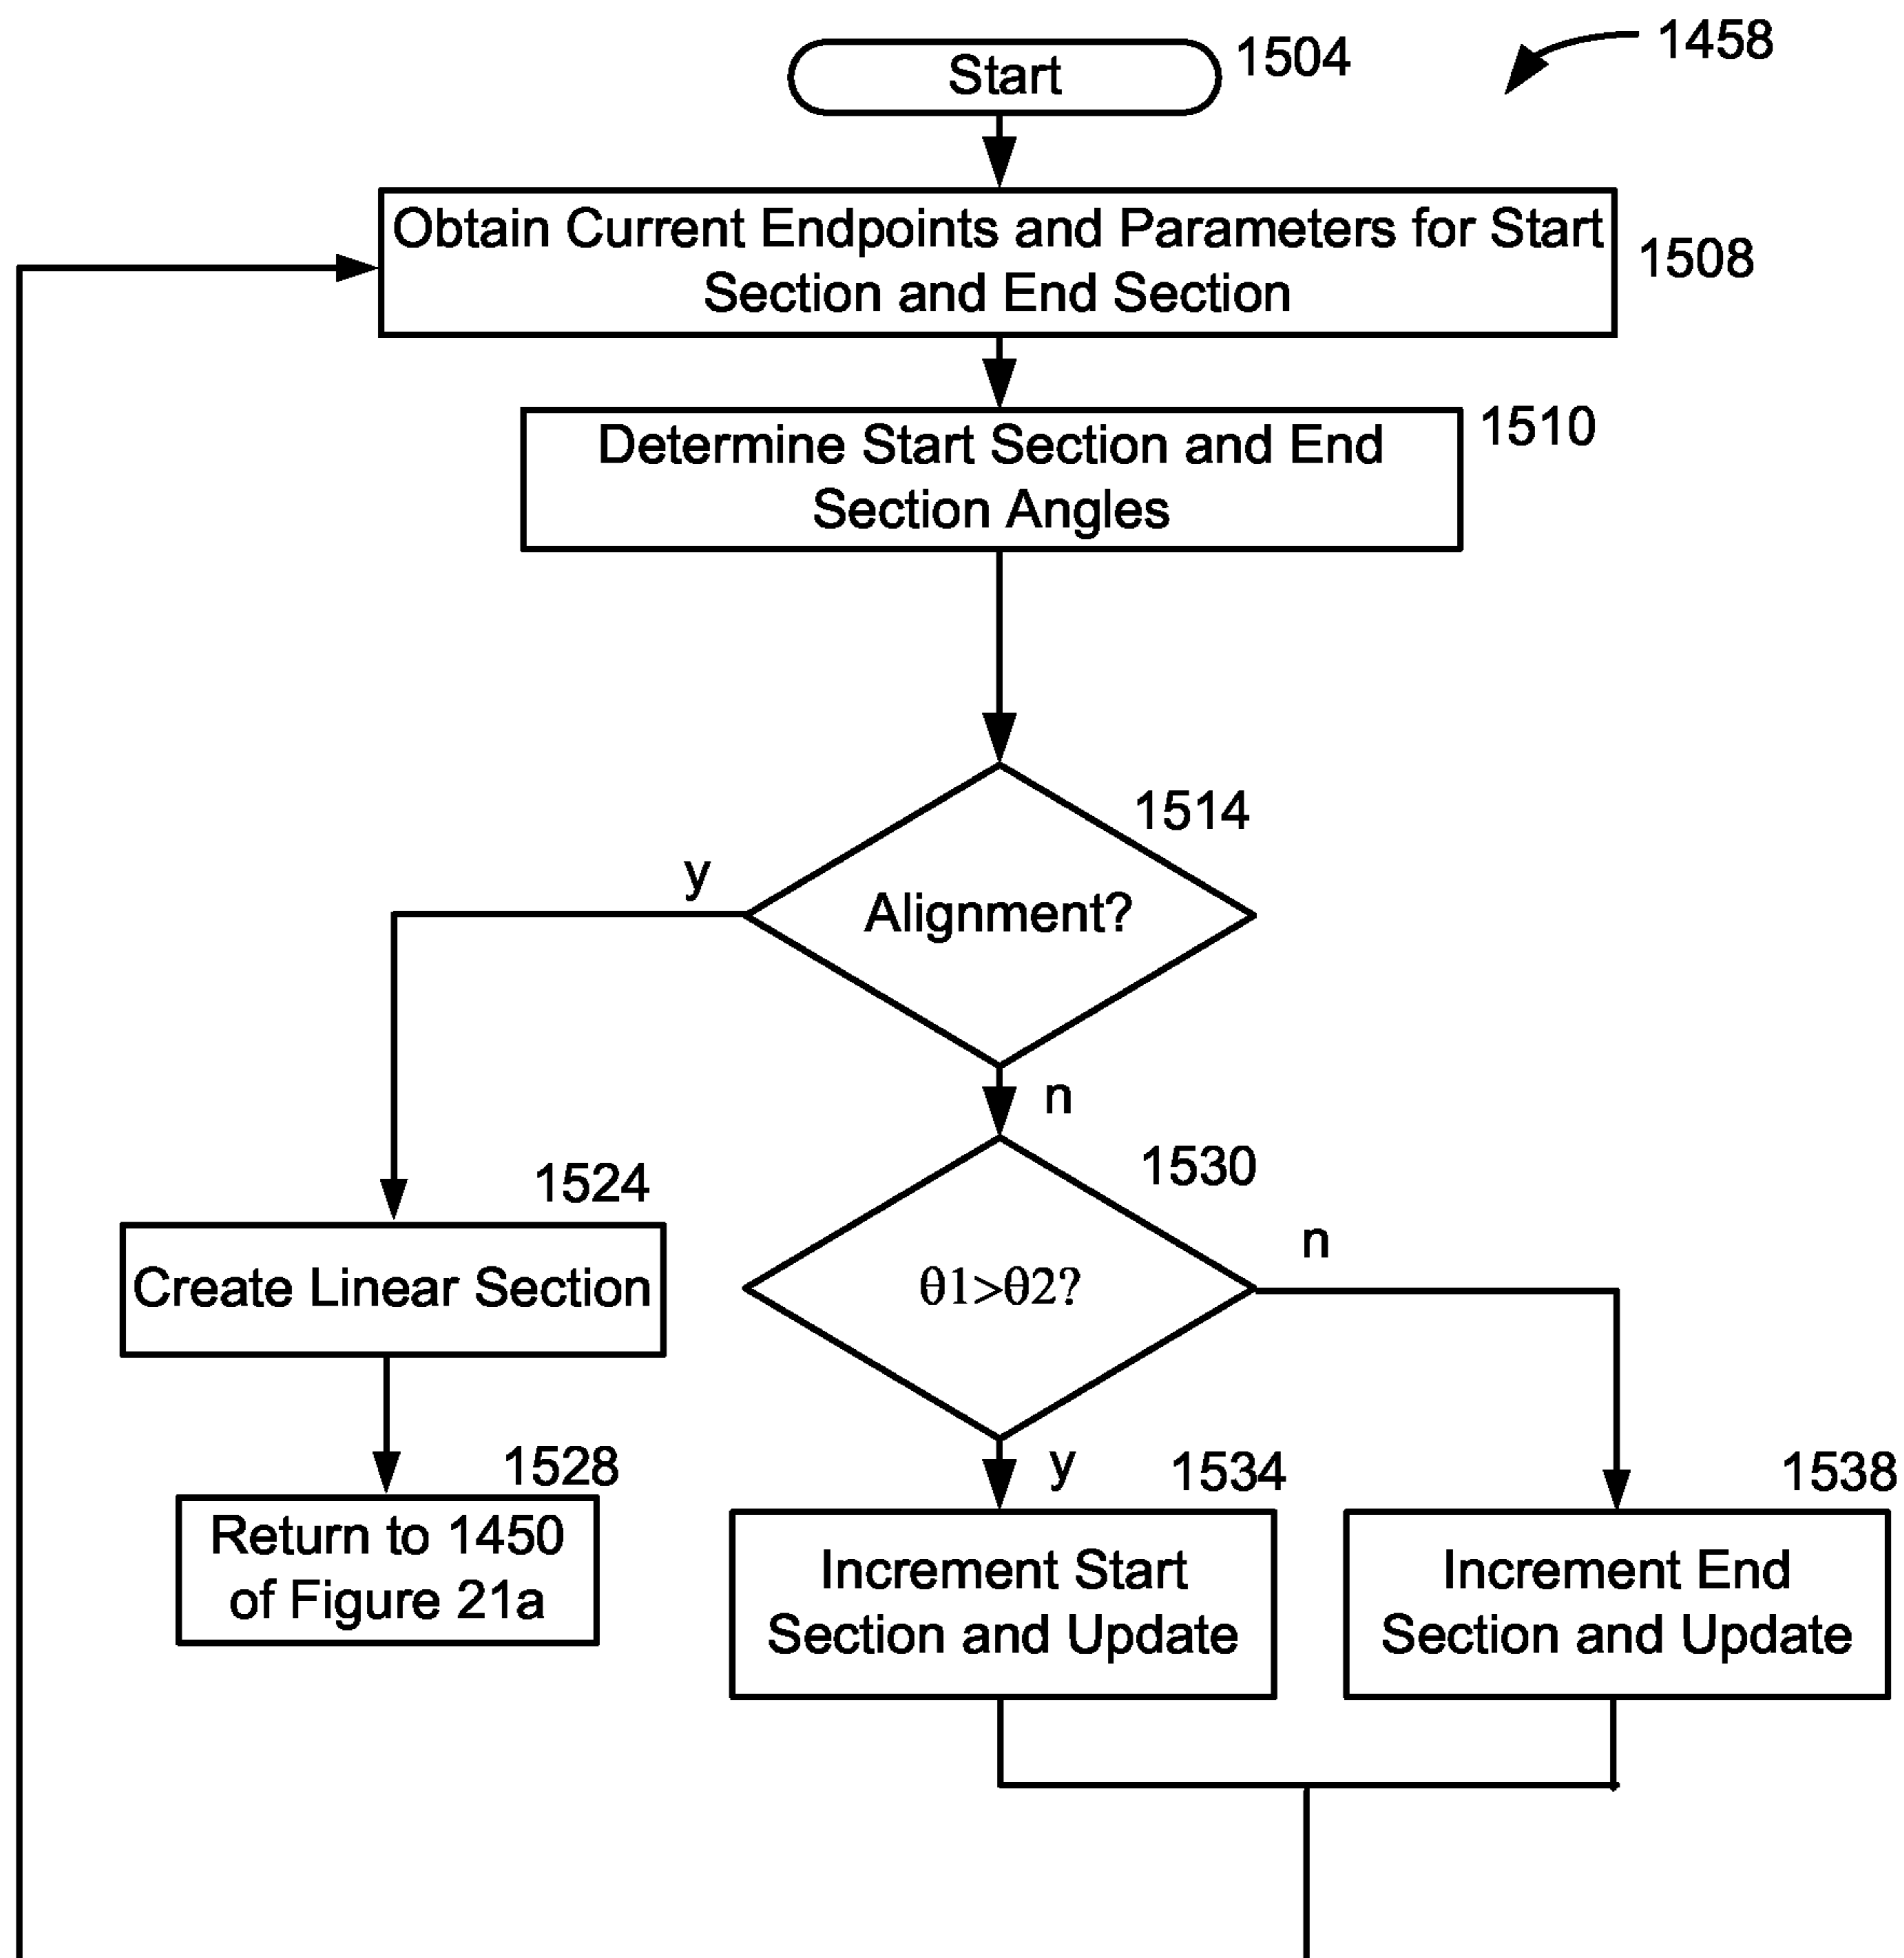 Start
1504
1458
Obtain Current Endpoints and Parameters for Start
Section and End Section
1508
Determine Start Section and End
Section Angles
1510
1514
Alignment?
y
n
1524
Create Linear Section
1530
θ1>θ2?
n
y
1528
Return to 1450
of Figure 21a
1534
Increment Start
Section and Update
1538
Increment End
Section and Update